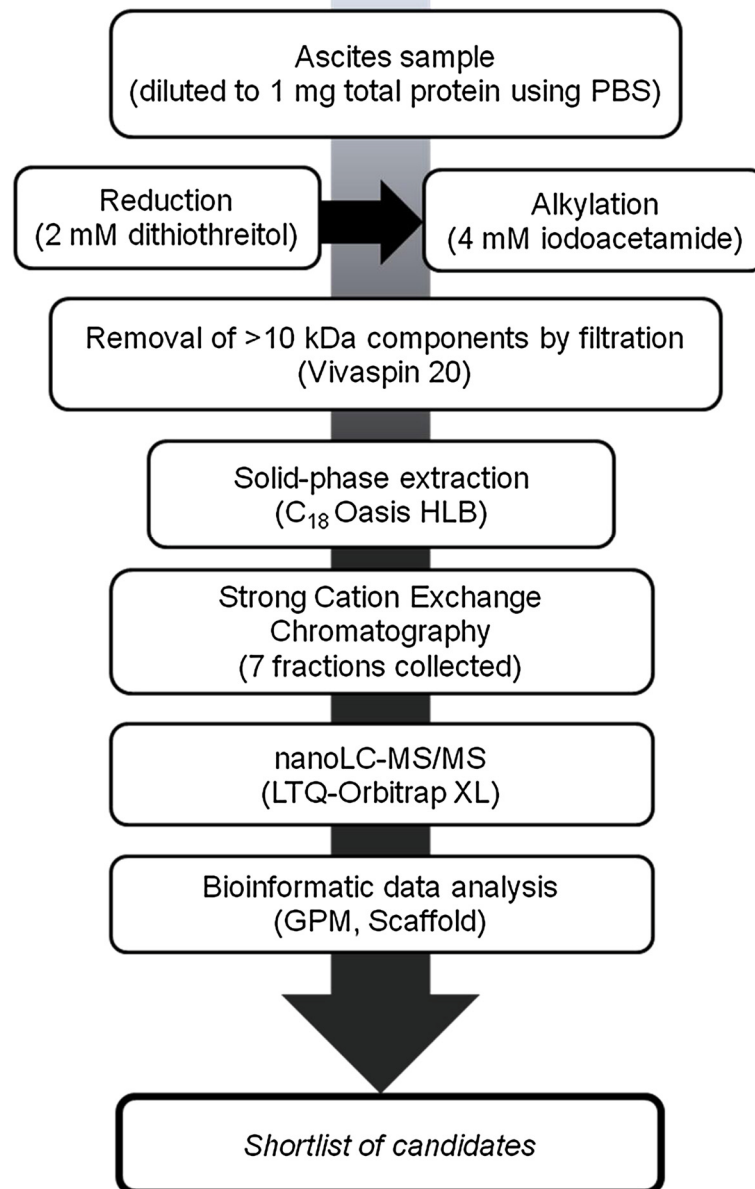 Ascites sample
(diluted to 1 mg total protein using PBS)
Reduction
(2 mM dithiothreitol)
Alkylation
(4 mM iodoacetamide)
Removal of >10 kDa components by filtration
(Vivaspin 20)
Solid-phase extraction
(C₁₈ Oasis HLB)
Strong Cation Exchange
Chromatography
(7 fractions collected)
nanoLC-MS/MS
(LTQ-Orbitrap XL)
Bioinformatic data analysis
(GPM, Scaffold)
Shortlist of candidates